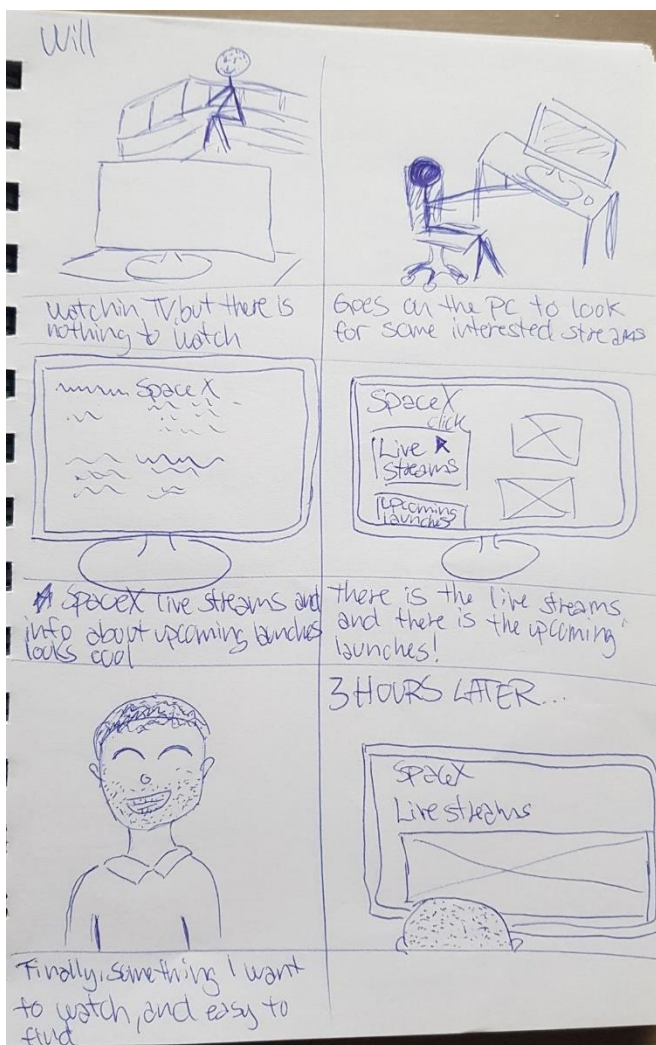 Will
watchin TV, but there is
nothing to watch
Goes on the PC to look
for some interested streams
SpaceX
SpaceX
click
Live
streams
upcoming
launches
SpaceX live streams and
info about upcoming launches
looks cool
there is the live streams,
and there is the upcoming
launches!
Finally, something I want
to watch, and easy to
find
3 HOURS LATER...
SpaceX
Live streams